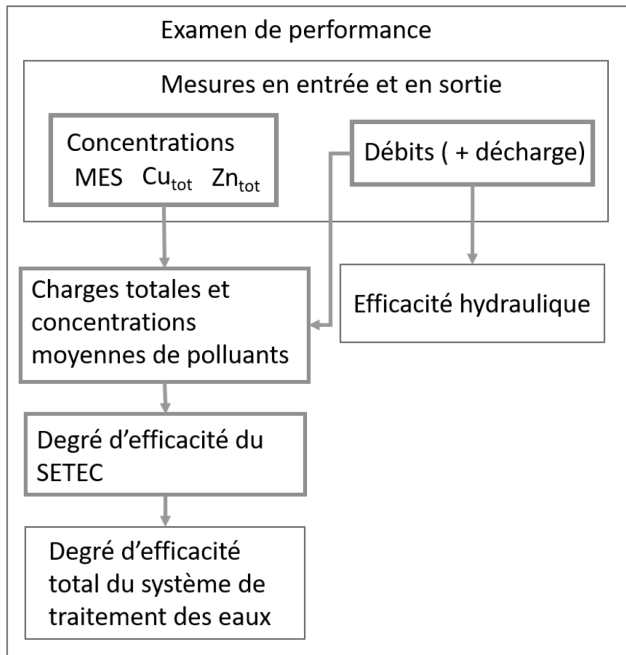 Examen de performance
Mesures en entrée et en sortie
Concentrations
MES Cutot Zntot
Débits ( + décharge)
Charges totales et
concentrations
moyennes de polluants
Efficacité hydraulique
Degré d’efficacité du
SETEC
Degré d’efficacité
total du système de
traitement des eaux